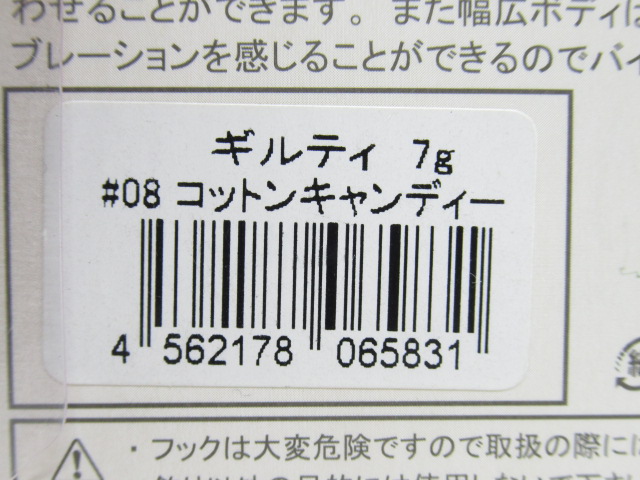 わせることができます。また幅広ボディは
ブレーションを感じることができるのでバイ
ギルティ 7g
#08 コットンキャンディー
4 562178 065831
・フックは大変危険ですので取扱の際には